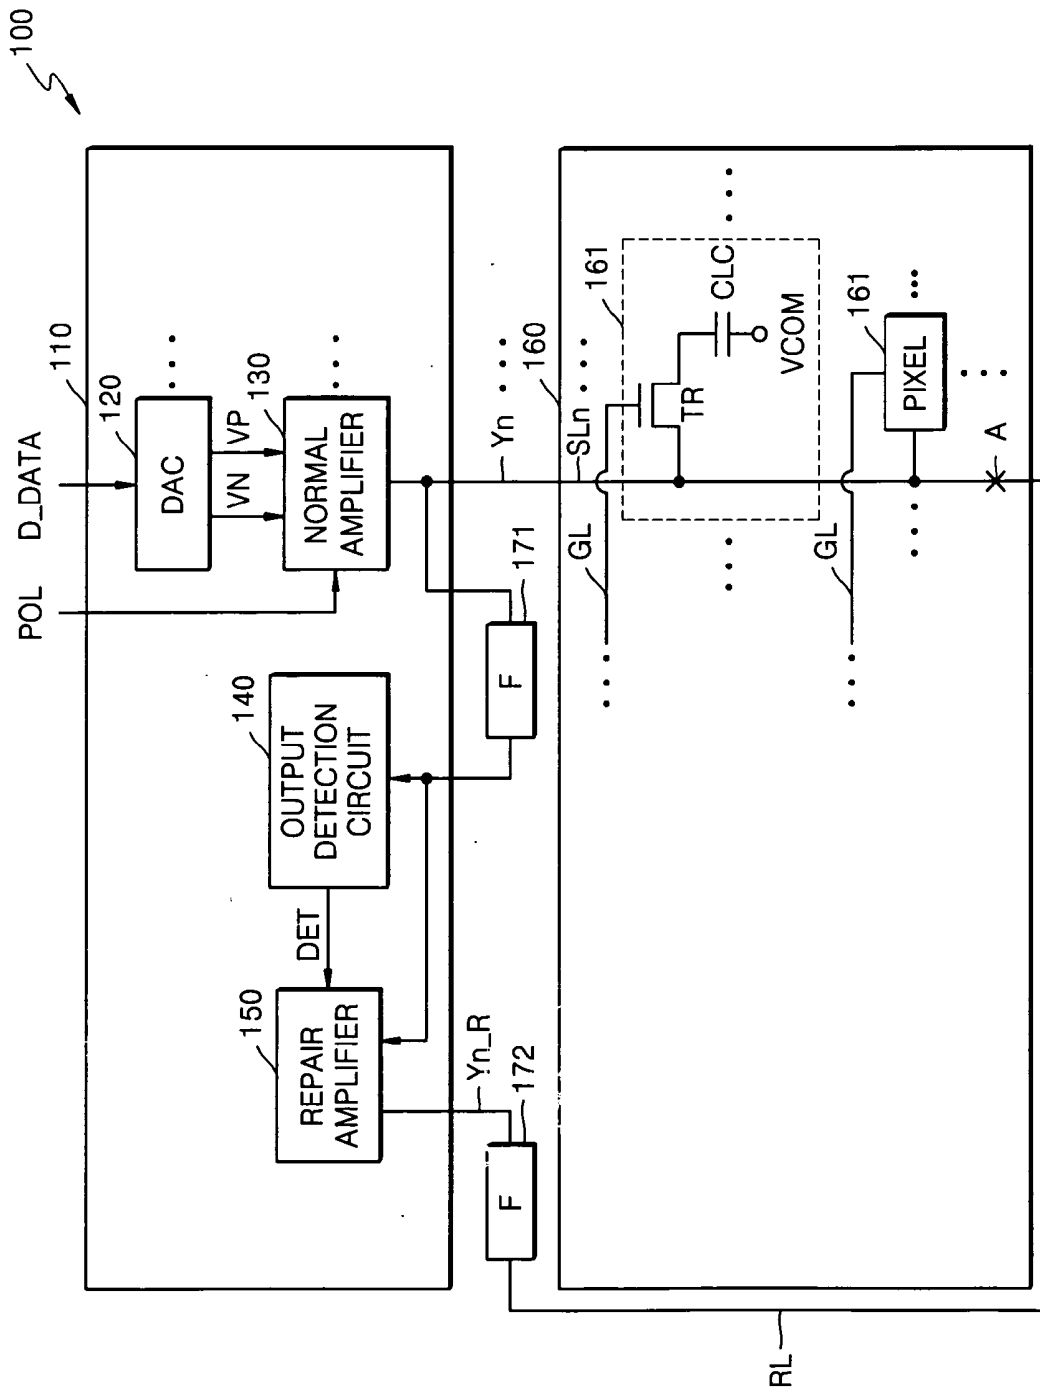 100
110
D_DATA
POL
120
DAC
VN
VP
130
NORMAL
AMPLIFIER
140
OUTPUT
DETECTION
CIRCUIT
DET
150
REPAIR
AMPLIFIER
Yn
Yn_R
171
F
172
F
160
SLn
161
GL
TR
CLC
VCOM
161
GL
PIXEL
A
RL